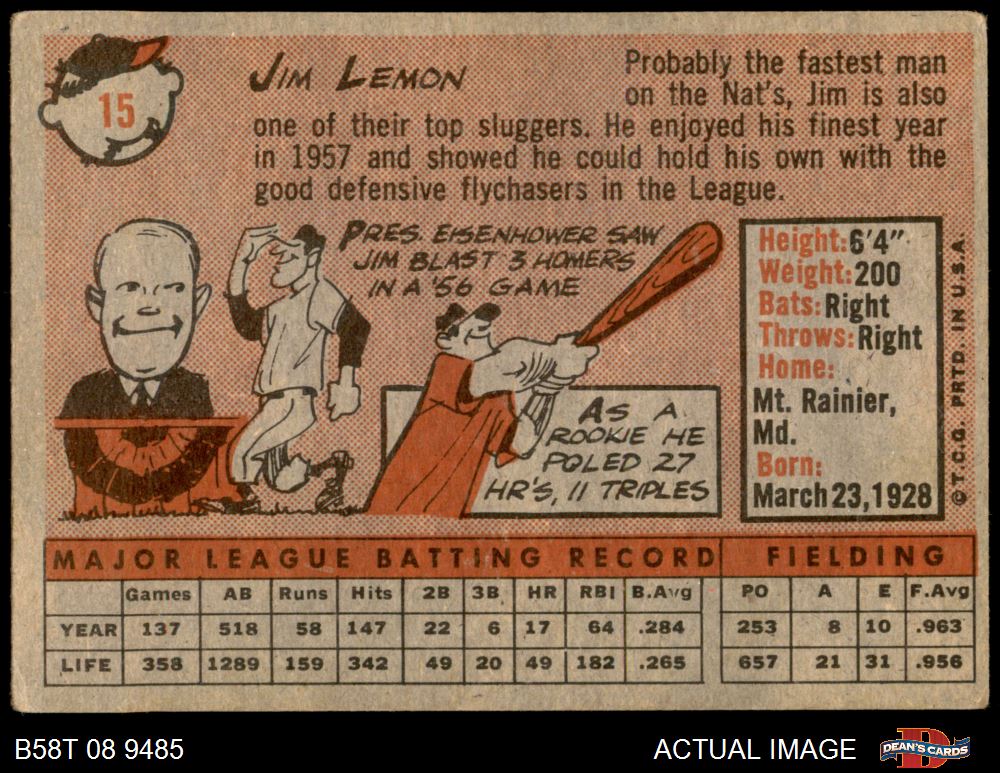 15
JIM LEMON
Probably the fastest man
on the Nat's, Jim is also
one of their top sluggers. He enjoyed his finest year
in 1957 and showed he could hold his own with the
good defensive flychasers in the League.
PRES. EISENHOWER SAW
JIM BLAST 3 HOMERS
IN A '56 GAME
AS A
ROOKIE HE
POLED 27
HR'S, 11 TRIPLES
Height: 6'4"
Weight: 200
Bats: Right
Throws: Right
Home:
Mt. Rainier,
Md.
Born:
March 23, 1928
© T.C.G. PRTD. IN U.S.A.
MAJOR LEAGUE BATTING RECORD FIELDING
Games AB Runs Hits 2B 3B HR RBI B.Avg PO A E F.Avg
YEAR 137 518 58 147 22 6 17 64 .284 253 8 10 .963
LIFE 358 1289 159 342 49 20 49 182 .265 657 21 31 .956
B58T 08 9485
ACTUAL IMAGE
D
DEAN'S CARDS